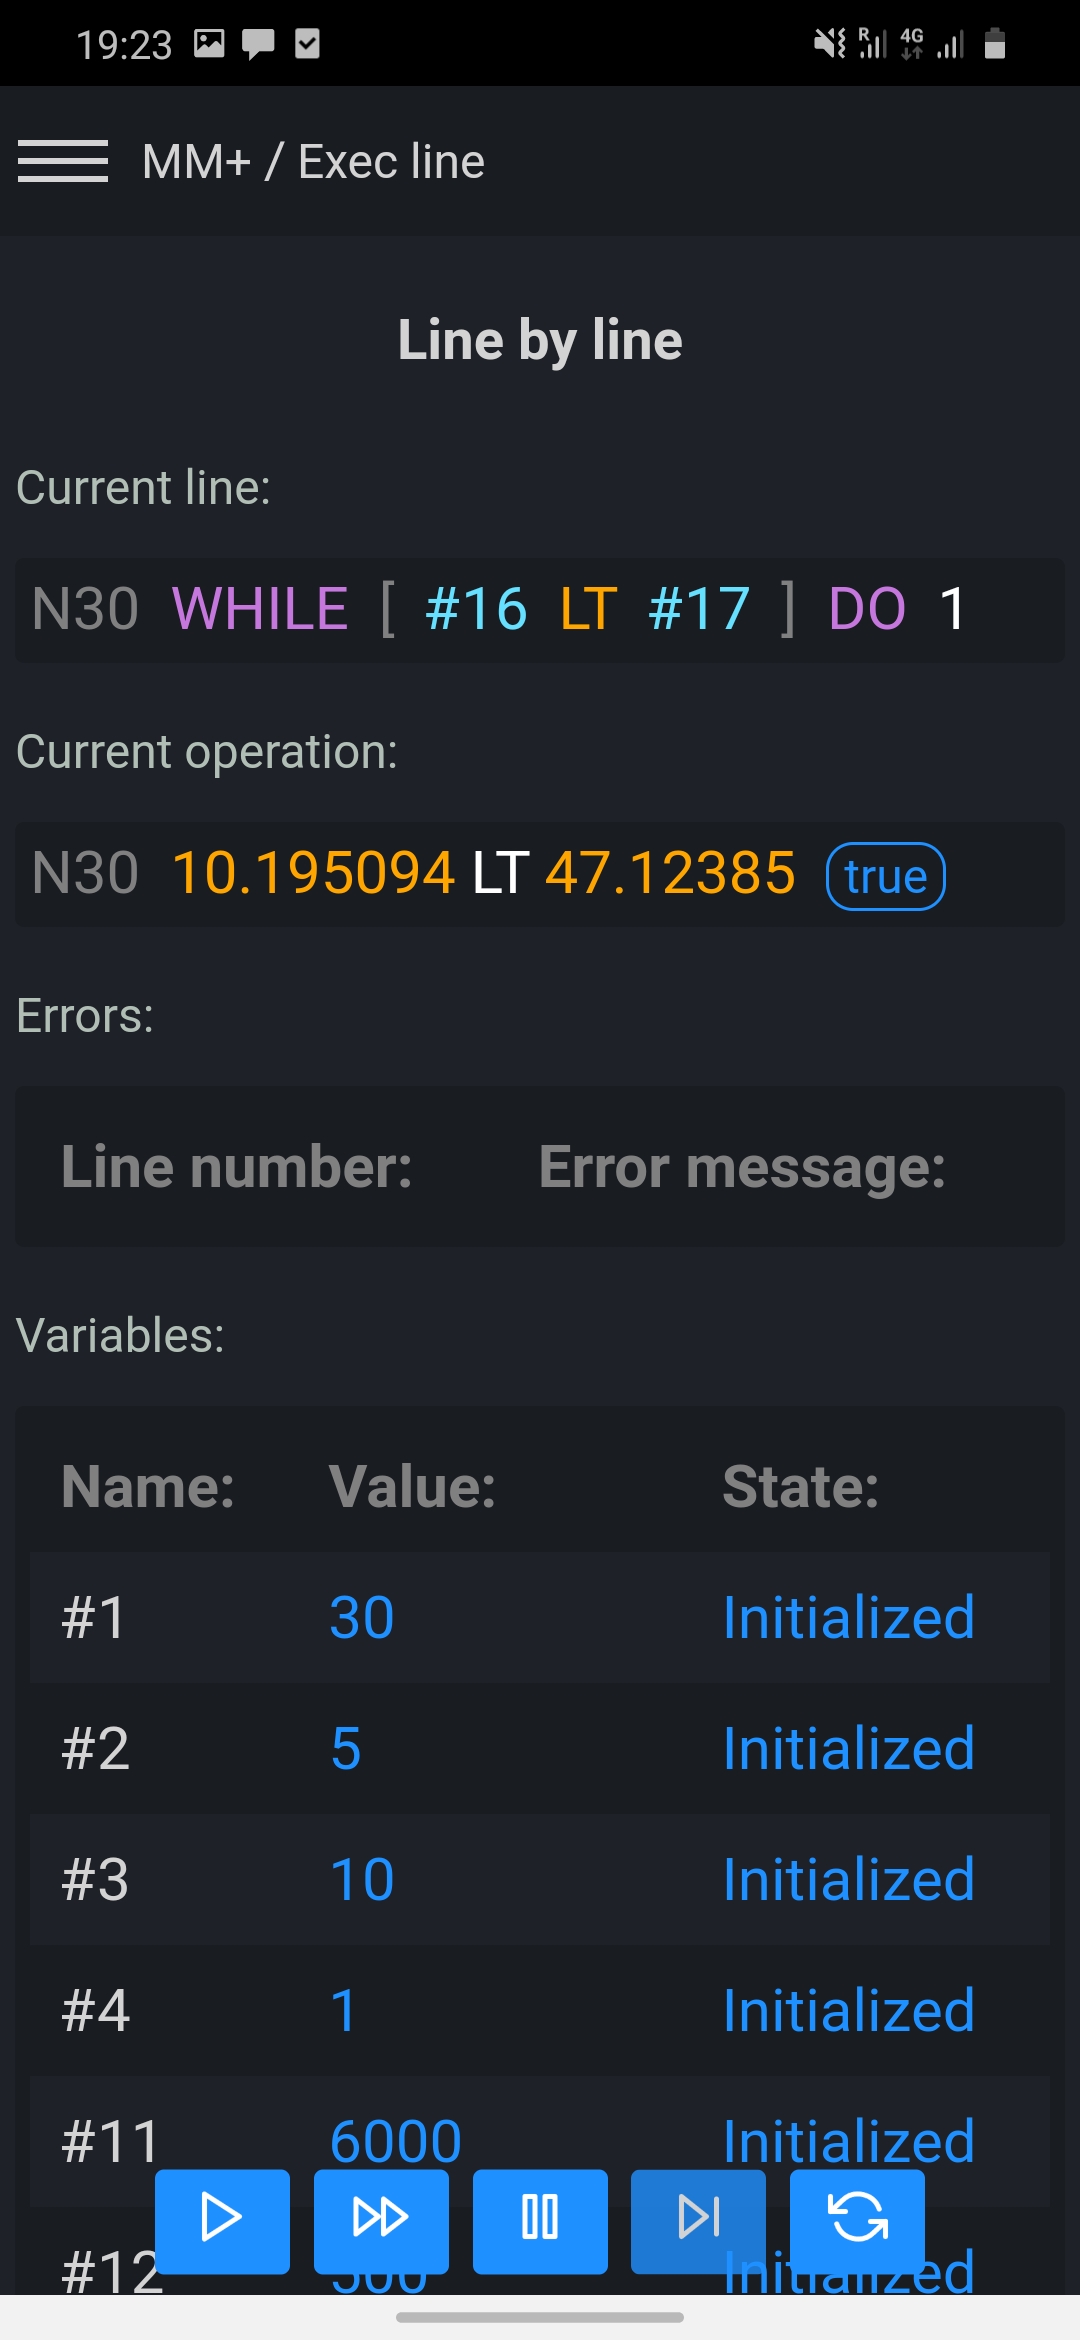 19:23
R 4G
MM+ / Exec line
Line by line
Current line:
N30 WHILE [ #16 LT #17 ] DO 1
Current operation:
N30 10.195094 LT 47.12385 true
Errors:
Line number: Error message:
Variables:
Name: Value: State:
#1 30 Initialized
#2 5 Initialized
#3 10 Initialized
#4 1 Initialized
#11 6000 Initialized
#12 500 Initialized